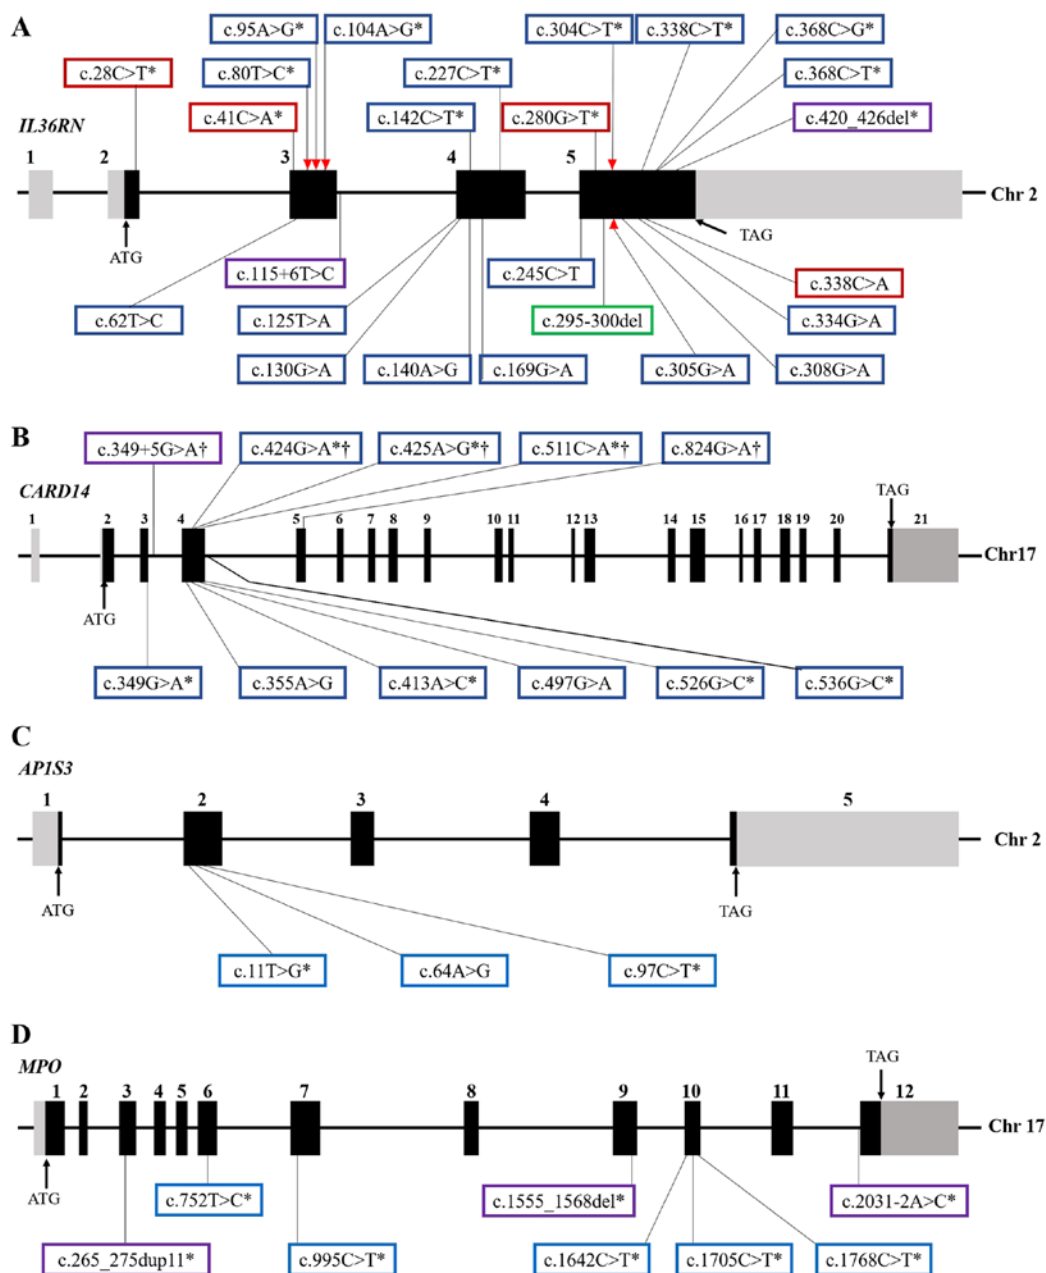 A
c.95A>G*
c.104A>G*
c.304C>T*
c.338C>T*
c.368C>G*
c.28C>T*
c.80T>C*
c.227C>T*
c.368C>T*
IL36RN
c.41C>A*
c.142C>T*
c.280G>T*
c.420_426del*
1 2 3 4 5
Chr 2
ATG
TAG
c.115+6T>C
c.245C>T
c.338C>A
c.62T>C
c.125T>A
c.295-300del
c.334G>A
c.130G>A
c.140A>G
c.169G>A
c.305G>A
c.308G>A
B
c.349+5G>A†
c.424G>A*†
c.425A>G*†
c.511C>A*†
c.824G>A†
CARD14
TAG
1 2 3 4 5 6 7 8 9 10 11 12 13 14 15 16 17 18 19 20 21
Chr17
ATG
c.349G>A*
c.355A>G
c.413A>C*
c.497G>A
c.526G>C*
c.536G>C*
C
AP1S3
1 2 3 4 5
Chr 2
ATG
TAG
c.11T>G*
c.64A>G
c.97C>T*
D
MPO
TAG
1 2 3 4 5 6 7 8 9 10 11 12
Chr 17
ATG
c.752T>C*
c.1555_1568del*
c.2031-2A>C*
c.265_275dup11*
c.995C>T*
c.1642C>T*
c.1705C>T*
c.1768C>T*